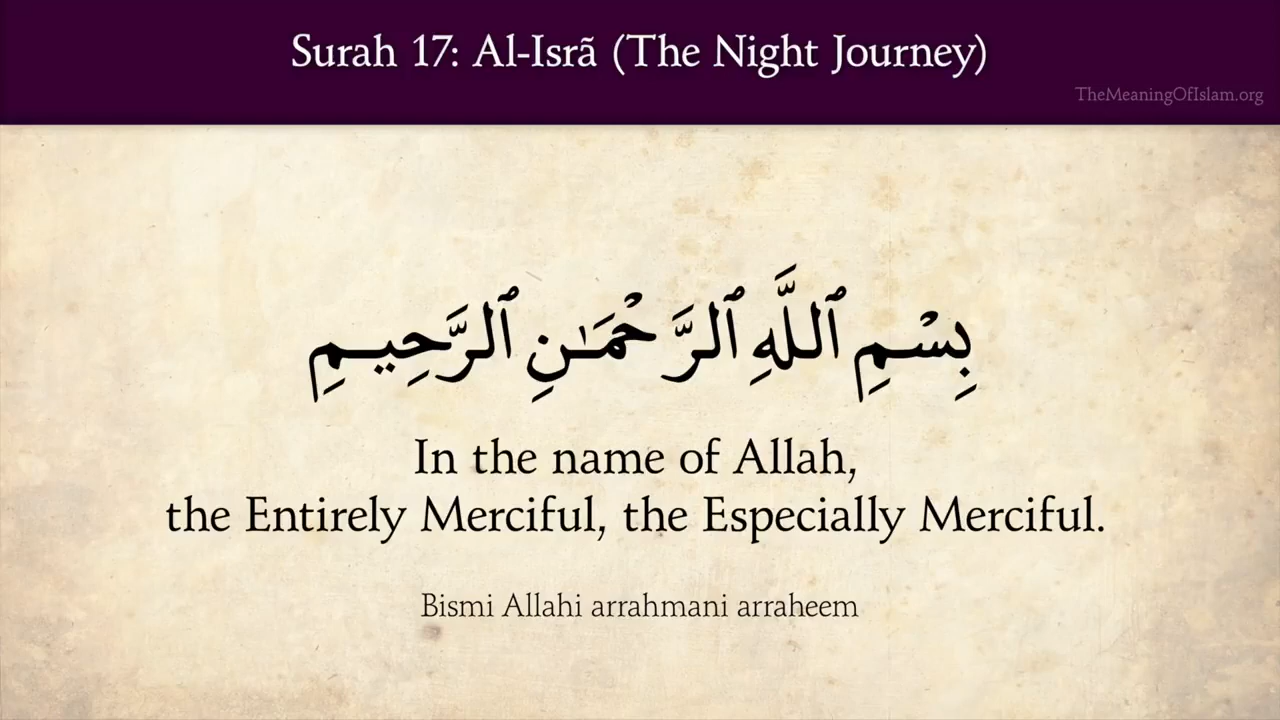 Surah 17: Al-Isrã (The Night Journey)
TheMeaningOfIslam.org
بِسْمِ ٱللَّهِ ٱلرَّحْمَـٰنِ ٱلرَّحِيمِ
In the name of Allah,
the Entirely Merciful, the Especially Merciful.
Bismi Allahi arrahmani arraheem